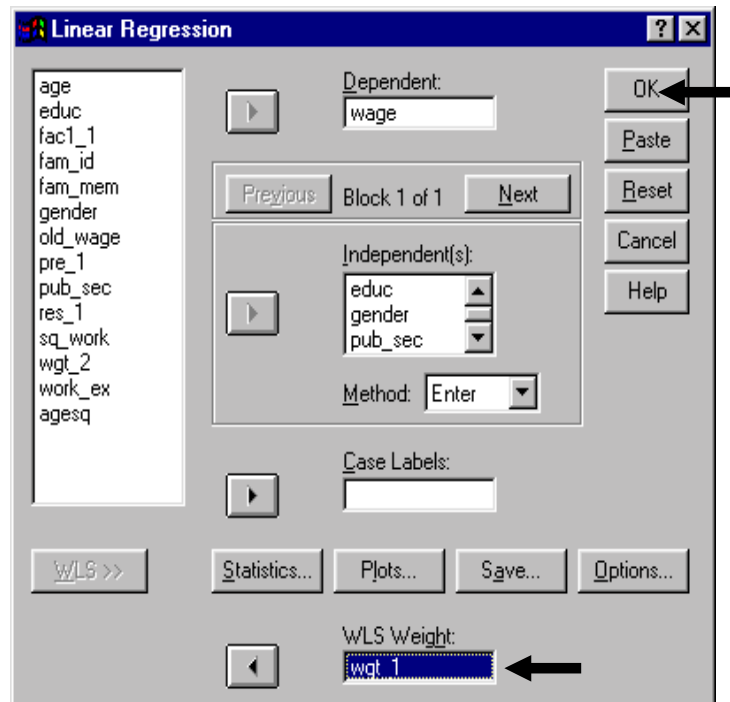 Linear Regression
age
educ
fac1_1
fam_id
fam_mem
gender
old_wage
pre_1
pub_sec
res_1
sq_work
wgt_2
work_ex
agesq
WLS >>
Dependent:
wage
Previous Block 1 of 1 Next
Independent(s):
educ
gender
pub_sec
Method: Enter
Case Labels:
Statistics... Plots... Save... Options...
WLS Weight:
wgt_1
OK
Paste
Reset
Cancel
Help